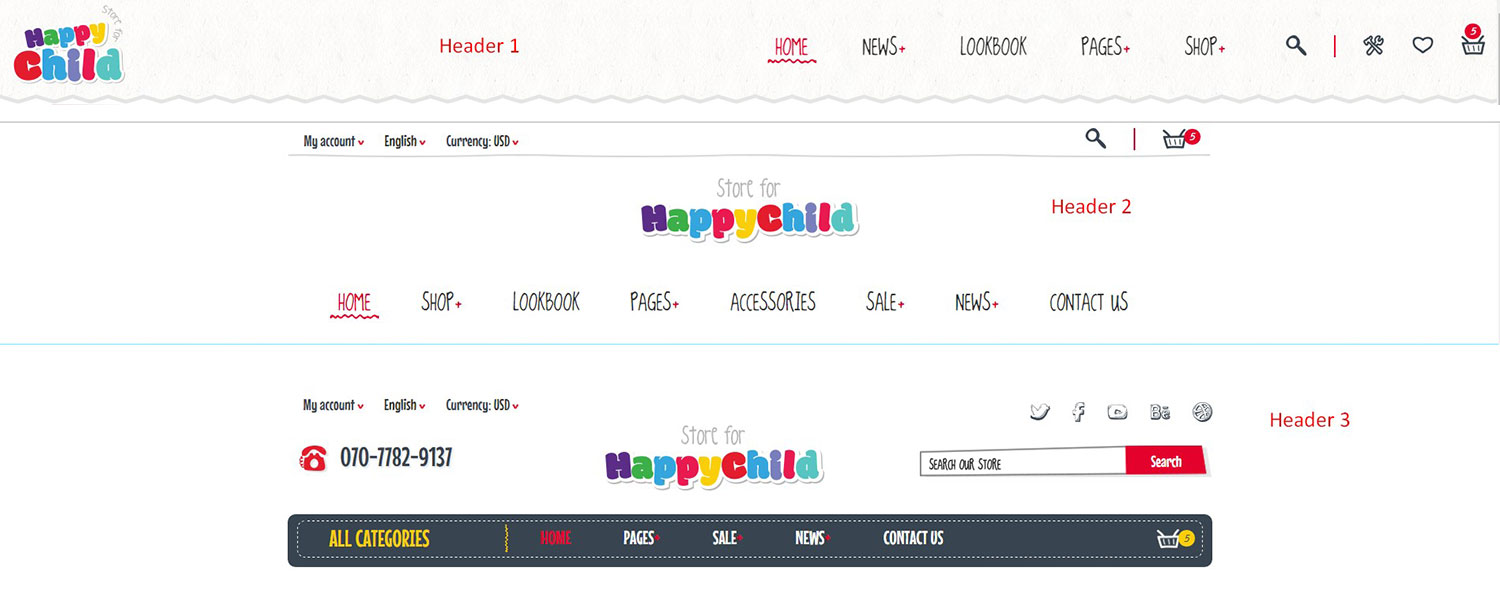 Store for
Happy
Child
Header 1
HOME NEWS+ LOOKBOOK PAGES+ SHOP+
5
My account English Currency: USD
5
Store for
HappyChild
Header 2
HOME SHOP+ LOOKBOOK PAGES+ ACCESSORIES SALE+ NEWS+ CONTACT US
My account English Currency: USD
Bē
Header 3
070-7782-9137
Store for
HappyChild
SEARCH OUR STORE Search
ALL CATEGORIES HOME PAGES+ SALE+ NEWS+ CONTACT US 5